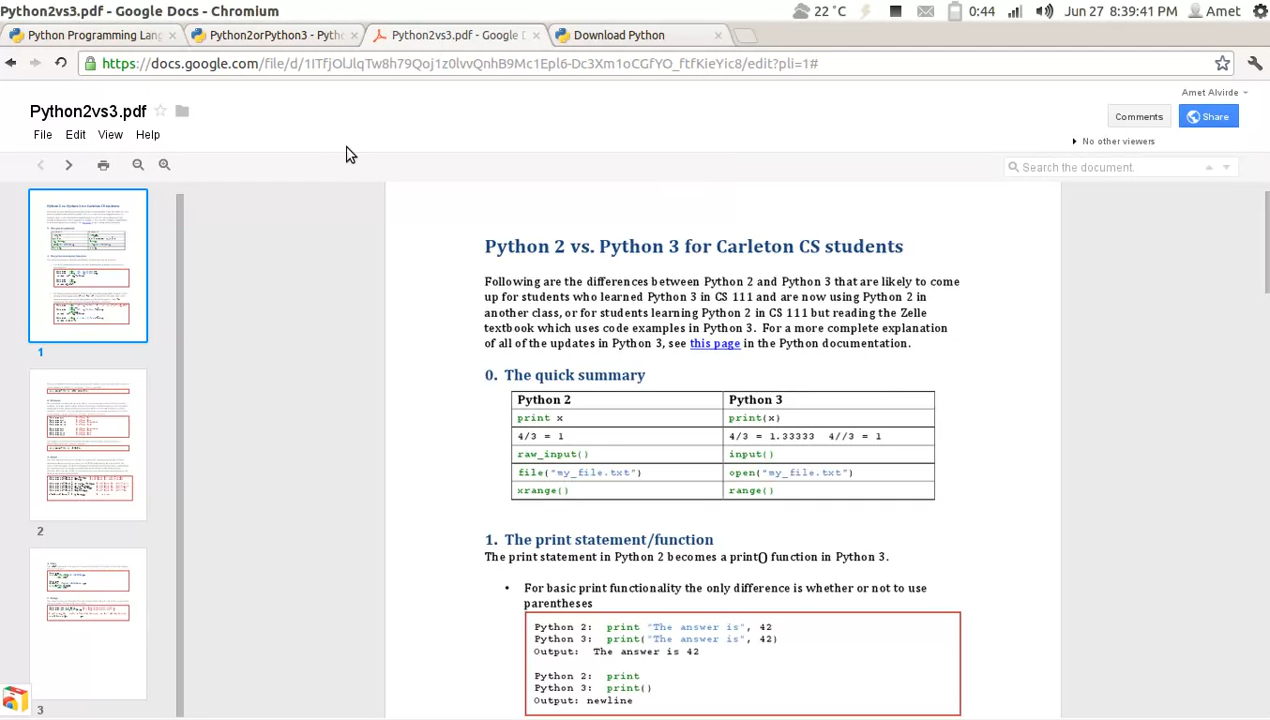 Python2vs3.pdf - Google Docs - Chromium
22 °C
0:44
Jun 27 8:39:41 PM
Amet
Python Programming Lang
Python2orPython3 - Pytho
Python2vs3.pdf - Google D
Download Python
Python2vs3.pdf
Amet Alvirde
Comments
Share
File Edit View Help
No other viewers
Search the document.
Python 2 vs. Python 3 for Carleton CS students
Following are the differences between Python 2 and Python 3 that are likely to come
up for students who learned Python 3 in CS 111 and are now using Python 2 in
another class, or for students learning Python 2 in CS 111 but reading the Zelle
textbook which uses code examples in Python 3. For a more complete explanation
of all of the updates in Python 3, see this page in the Python documentation.
0. The quick summary
Python 2 Python 3
print x print(x)
4/3 = 1 4/3 = 1.33333 4//3 = 1
raw_input() input()
file("my_file.txt") open("my_file.txt")
xrange() range()
1. The print statement/function
The print statement in Python 2 becomes a print() function in Python 3.
• For basic print functionality the only difference is whether or not to use
parentheses
Python 2: print "The answer is", 42
Python 3: print("The answer is", 42)
Output: The answer is 42
Python 2: print
Python 3: print()
Output: newline
1
2
3